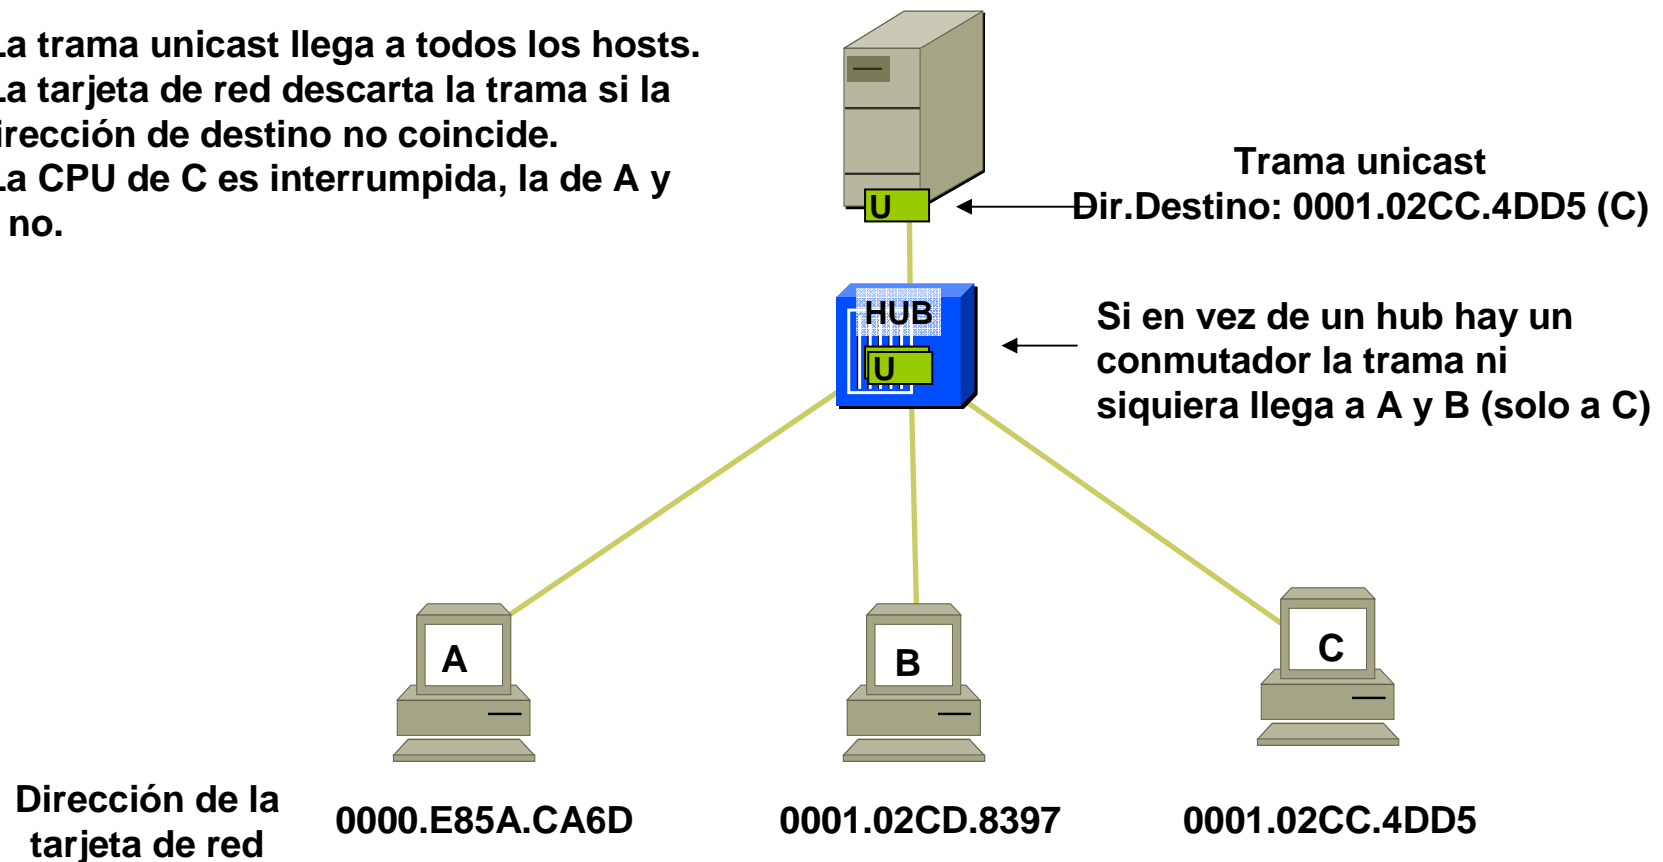 La trama unicast llega a todos los hosts.
La tarjeta de red descarta la trama si la
dirección de destino no coincide.
La CPU de C es interrumpida, la de A y
no.
Trama unicast
Dir.Destino: 0001.02CC.4DD5 (C)
U
HUB
U
Si en vez de un hub hay un
conmutador la trama ni
siquiera llega a A y B (solo a C)
A
B
C
Dirección de la
tarjeta de red
0000.E85A.CA6D
0001.02CD.8397
0001.02CC.4DD5